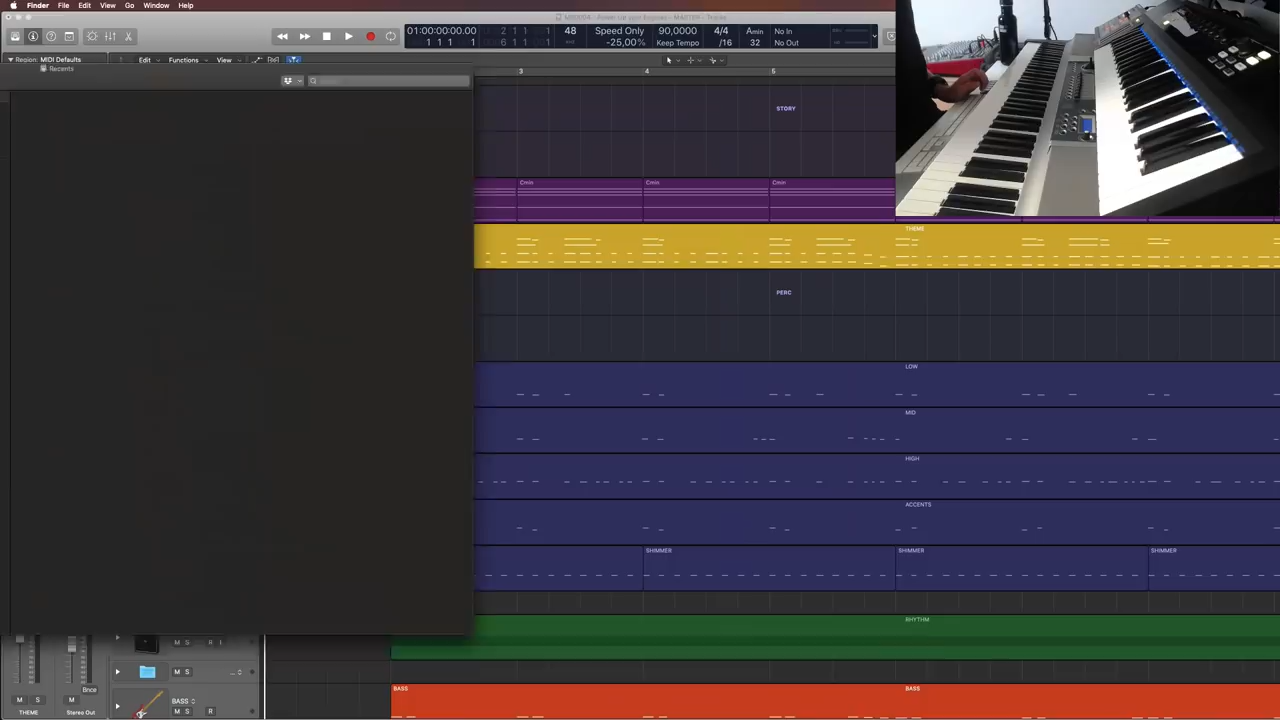 Finder File Edit View Go Window Help
01:00:00:00.00
1 1 1 1
48
Speed Only
-25,00%
90,0000
Keep Tempo
4/4
/16
Amin
32
No In
No Out
Region: MIDI Defaults
Edit Functions View
Recents
3 4 5
STORY
Cmin Cmin Cmin
THEME
PERC
LOW
MID
HIGH
ACCENTS
SHIMMER SHIMMER SHIMMER
RHYTHM
M S R I
M S
Bnce
M S M
THEME Stereo Out
BASS
M S R
BASS BASS